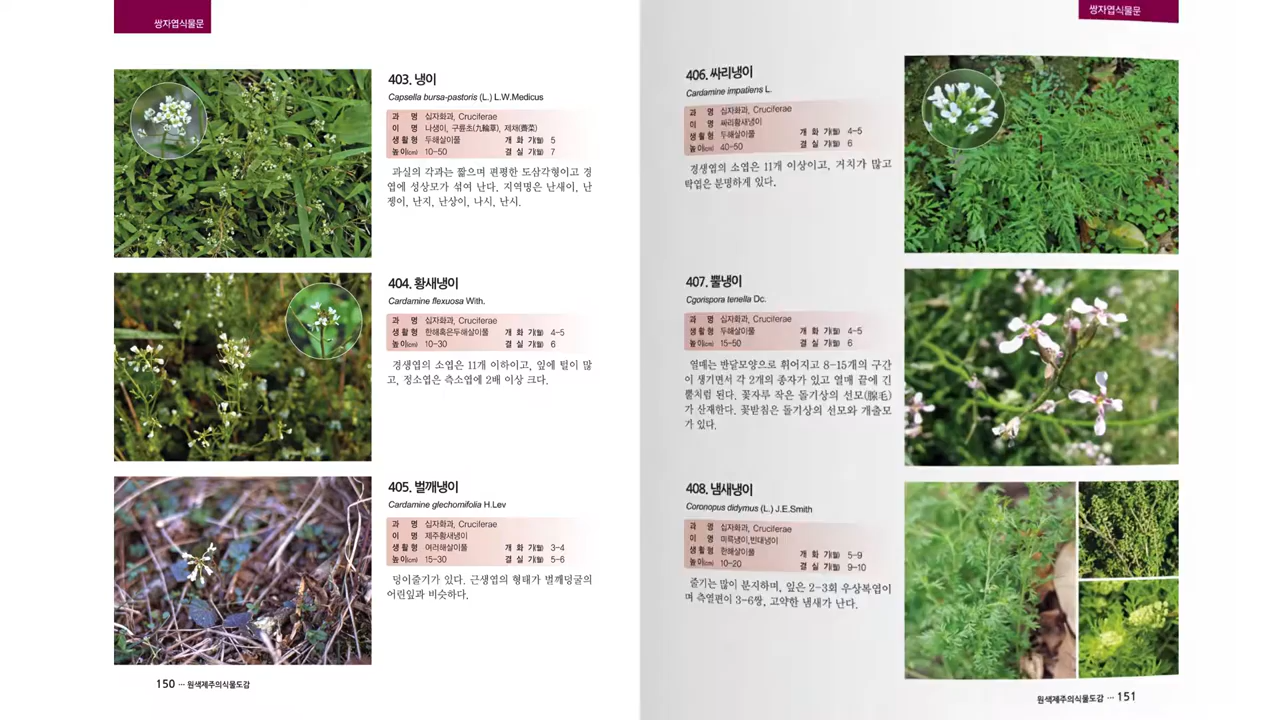 쌍자엽식물문
403. 냉이
Capsella bursa-pastoris (L.) L.W.Medicus
과 명 십자화과, Cruciferae
이 명 나생이, 구륜초(九輪草), 제채(薺菜)
생활형 두해살이풀 개화기(월) 5
높이(cm) 10-50 결실기(월) 7
과실의 각과는 짧으며 편평한 도삼각형이고 경
엽에 성상모가 섞여 난다. 지역명은 난새이, 난
쟁이, 난지, 난상이, 나시, 난시.
404. 황새냉이
Cardamine flexuosa With.
과 명 십자화과, Cruciferae
생활형 한해혹은두해살이풀 개화기(월) 4-5
높이(cm) 10-30 결실기(월) 6
경생엽의 소엽은 11개 이하이고, 잎에 털이 많
고, 정소엽은 측소엽에 2배 이상 크다.
405. 벌깨냉이
Cardamine glechomifolia H.Lev
과 명 십자화과, Cruciferae
이 명 제주황새냉이
생활형 여러해살이풀 개화기(월) 3-4
높이(cm) 15-30 결실기(월) 5-6
덩이줄기가 있다. 근생엽의 형태가 벌깨덩굴의
어린잎과 비슷하다.
150 ··· 원색제주의식물도감
쌍자엽식물문
406. 싸리냉이
Cardamine impatiens L.
과 명 십자화과, Cruciferae
이 명 싸리황새냉이
생활형 두해살이풀 개화기(월) 4-5
높이(cm) 40-50 결실기(월) 6
경생엽의 소엽은 11개 이상이고, 거치가 많고
탁엽은 분명하게 있다.
407. 뿔냉이
Cgorispora tenella Dc.
과 명 십자화과, Cruciferae
생활형 두해살이풀 개화기(월) 4-5
높이(cm) 15-50 결실기(월) 6
열매는 반달모양으로 휘어지고 8-15개의 구간
이 생기면서 각 2개의 종자가 있고 열매 끝에 긴
뿔처럼 된다. 꽃자루 작은 돌기상의 선모(腺毛)
가 산재한다. 꽃받침은 돌기상의 선모와 개출모
가 있다.
408. 냄새냉이
Coronopus didymus (L.) J.E.Smith
과 명 십자화과, Cruciferae
이 명 미륵냉이,빈대냉이
생활형 한해살이풀 개화기(월) 5-9
높이(cm) 10-20 결실기(월) 9-10
줄기는 많이 분지하며, 잎은 2-3회 우상복엽이
며 측열편이 3-6쌍, 고약한 냄새가 난다.
원색제주의식물도감 ··· 151